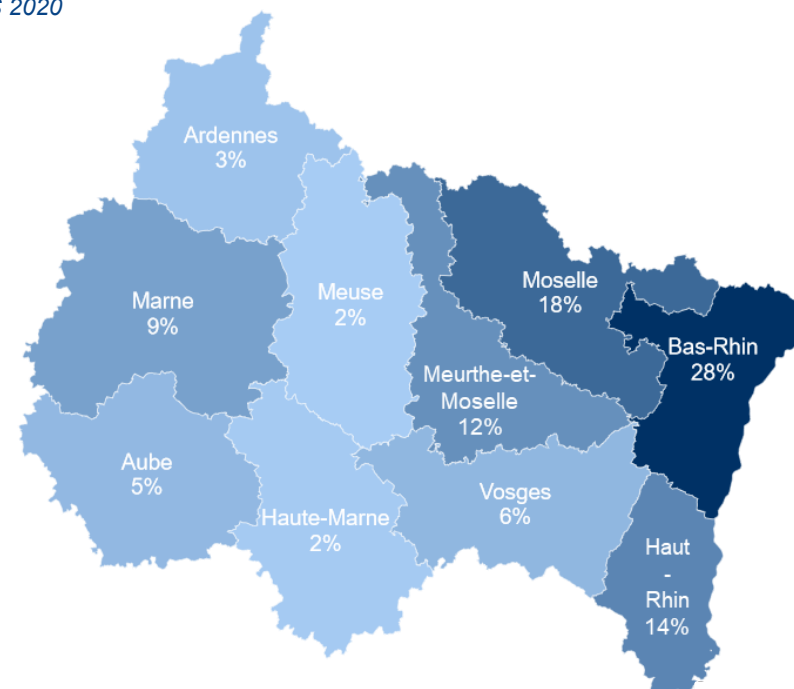 2020
Ardennes
3%
Marne
9%
Meuse
2%
Moselle
18%
Bas-Rhin
28%
Meurthe-et-
Moselle
12%
Aube
5%
Haute-Marne
2%
Vosges
6%
Haut
-
Rhin
14%